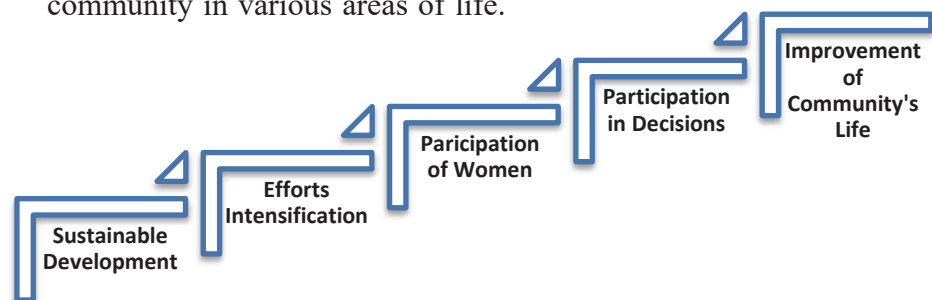 community in various areas of life.
Sustainable
Development
Efforts
Intensification
Paricipation
of Women
Participation
in Decisions
Improvement
of
Community's
Life